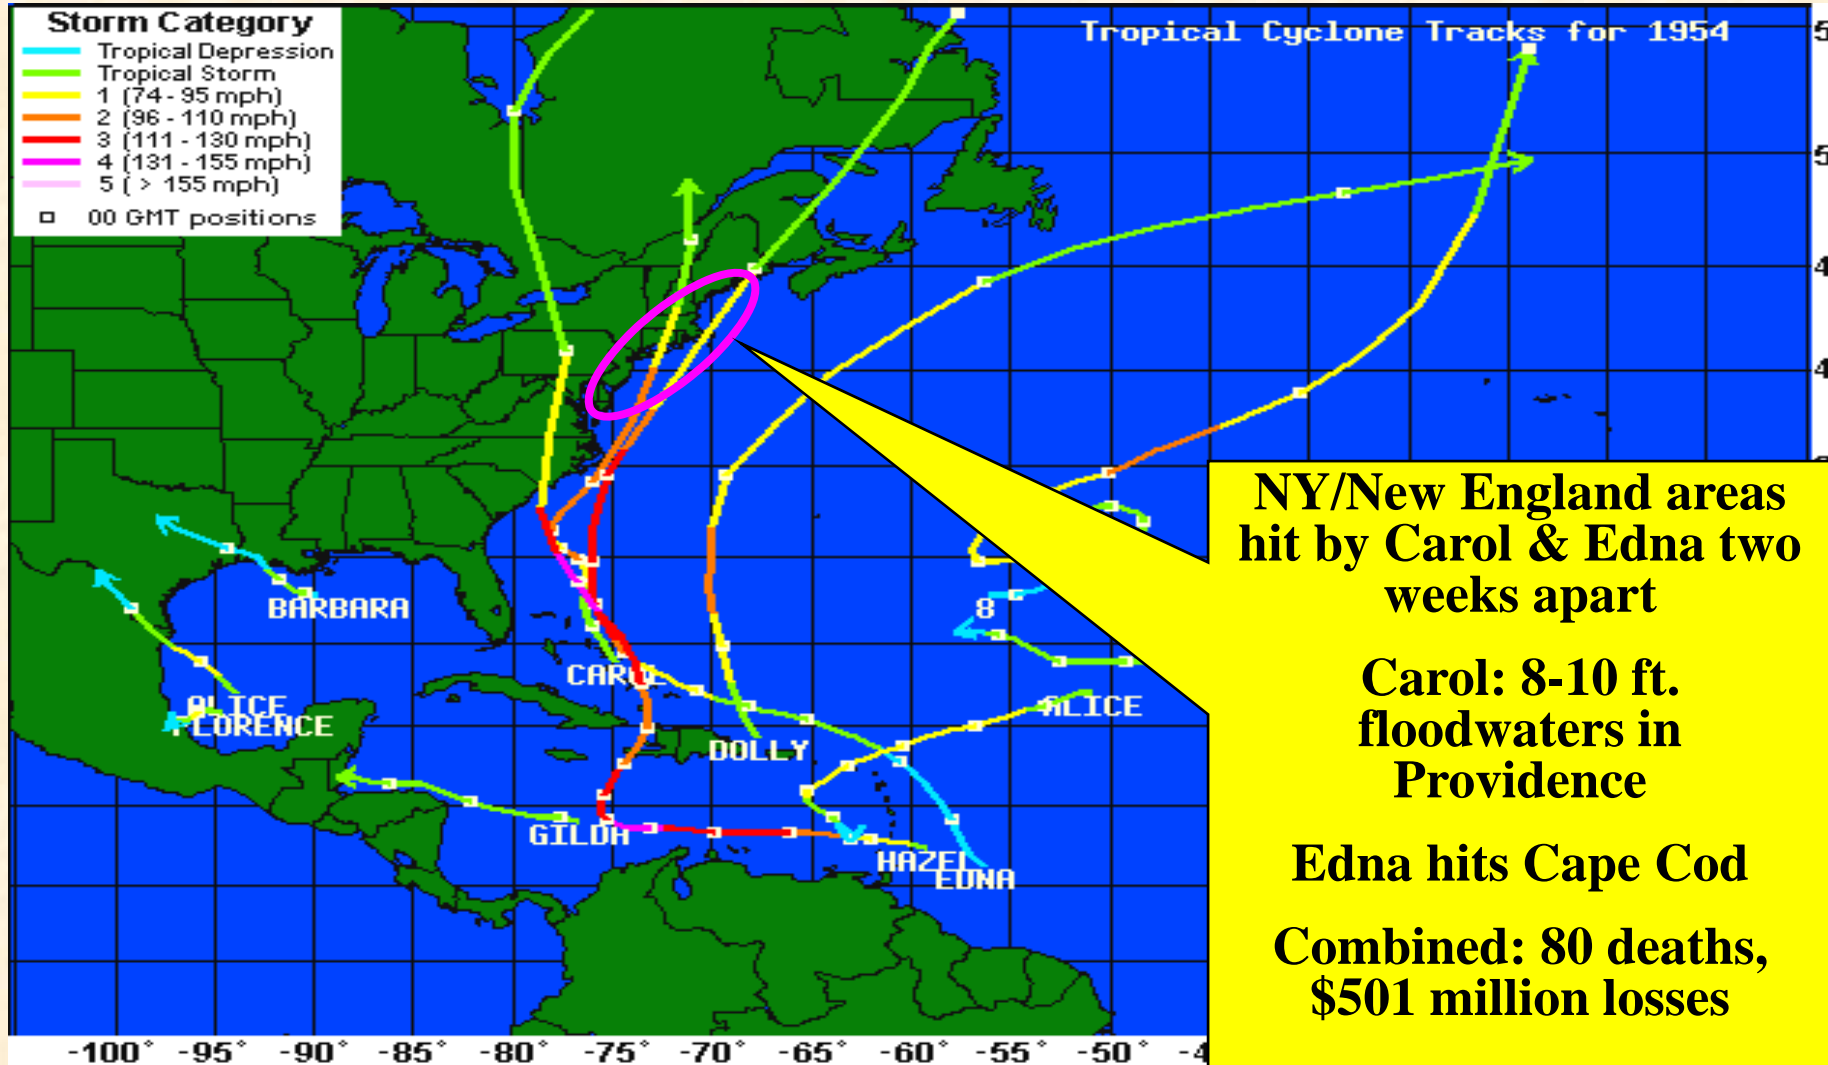 Storm Category
Tropical Depression
Tropical Storm
1 (74 - 95 mph)
2 (96 - 110 mph)
3 (111 - 130 mph)
4 (131 - 155 mph)
5 ( > 155 mph)
00 GMT positions
Tropical Cyclone Tracks for 1954
BARBARA
8
CAROL
ALICE
FLORENCE
ALICE
DOLLY
GILDA
HAZEL
EDNA
NY/New England areas
hit by Carol & Edna two
weeks apart
Carol: 8-10 ft.
floodwaters in
Providence
Edna hits Cape Cod
Combined: 80 deaths,
$501 million losses
-100° -95° -90° -85° -80° -75° -70° -65° -60° -55° -50°